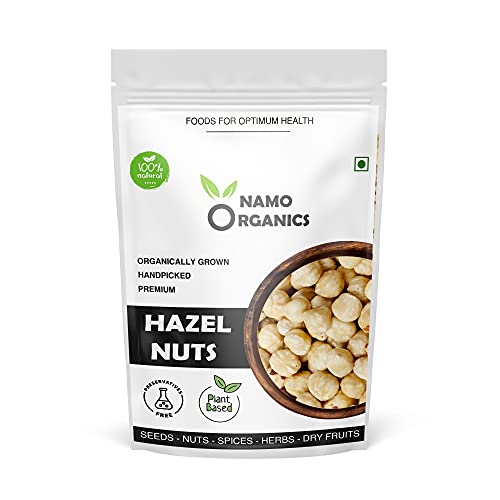 FOODS FOR OPTIMUM HEALTH
100%
natural
NAMO
ORGANICS
ORGANICALLY GROWN
HANDPICKED
PREMIUM
HAZEL
NUTS
PRESERVATIVES
FREE
Plant
Based
SEEDS - NUTS - SPICES - HERBS - DRY FRUITS